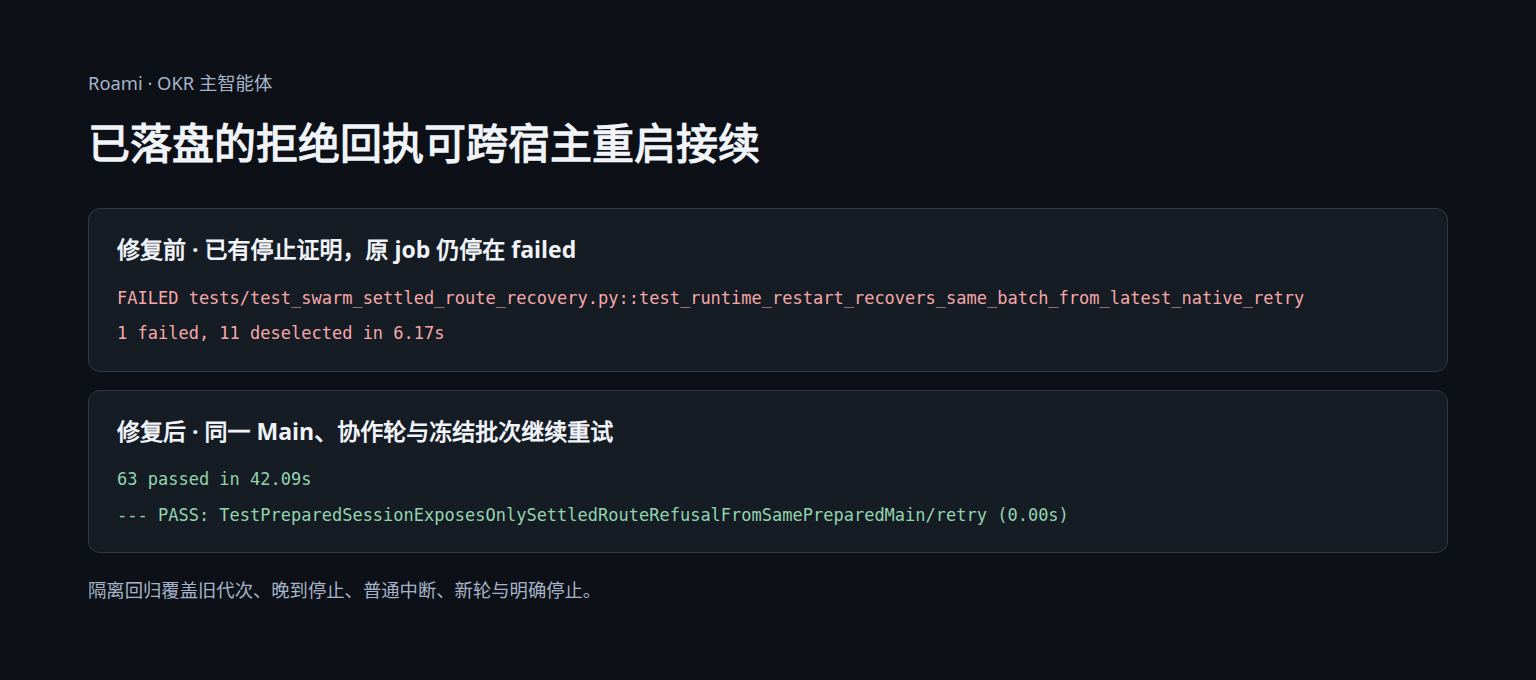 Roami · OKR 主智能体
已落盘的拒绝回执可跨宿主重启接续
修复前 · 已有停止证明，原 job 仍停在 failed
FAILED tests/test_swarm_settled_route_recovery.py::test_runtime_restart_recovers_same_batch_from_latest_native_retry
1 failed, 11 deselected in 6.17s
修复后 · 同一 Main、协作轮与冻结批次继续重试
63 passed in 42.09s
--- PASS: TestPreparedSessionExposesOnlySettledRouteRefusalFromSamePreparedMain/retry (0.00s)
隔离回归覆盖旧代次、晚到停止、普通中断、新轮与明确停止。